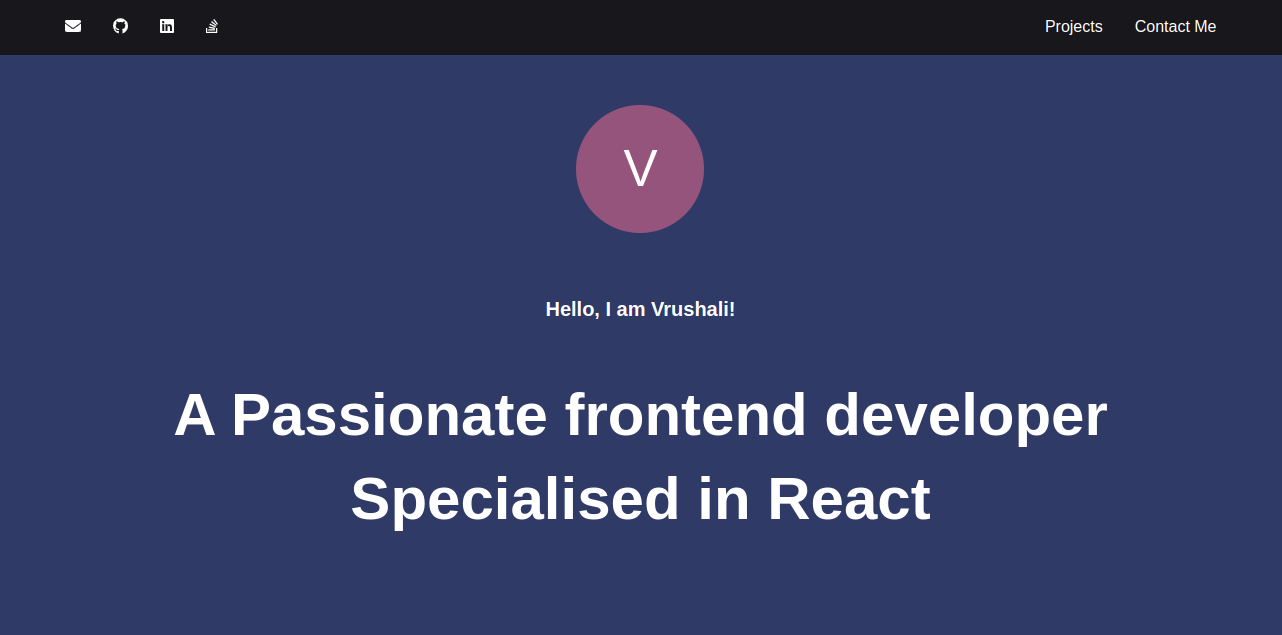 Projects Contact Me
V
Hello, I am Vrushali!
A Passionate frontend developer
Specialised in React